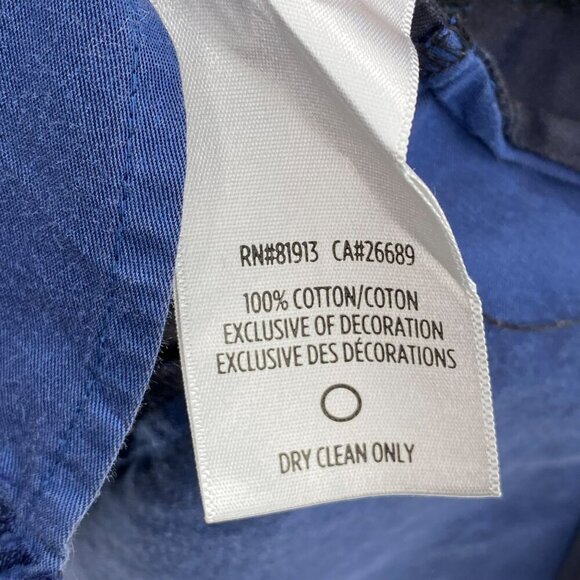 RN#81913 CA#26689
100% COTTON/COTON
EXCLUSIVE OF DECORATION
EXCLUSIVE DES DÉCORATIONS
DRY CLEAN ONLY